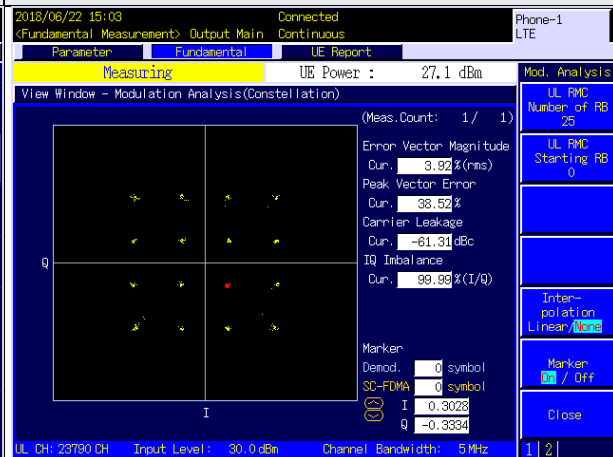 2018/06/22 15:03 Connected
<Fundamental Measurement> Output Main Continuous
Phone-1
LTE
Parameter Fundamental UE Report
Measuring UE Power : 27.1 dBm
Mod. Analysis
View Window - Modulation Analysis(Constellation)
UL RMC
Number of RB
25
(Meas.Count: 1/ 1)
Error Vector Magnitude
Cur. 3.92 %(rms)
Peak Vector Error
Cur. 38.52 %
Carrier Leakage
Cur. -61.31 dBc
IQ Imbalance
Cur. 99.99 %(I/Q)
UL RMC
Starting RB
0
Q
I
Inter-
polation
Linear/None
Marker
Demod. 0 symbol
SC-FDMA 0 symbol
I 0.3028
Q -0.3334
Marker
On / Off
Close
UL CH: 23790 CH Input Level: 30.0 dBm Channel Bandwidth: 5 MHz
1 2